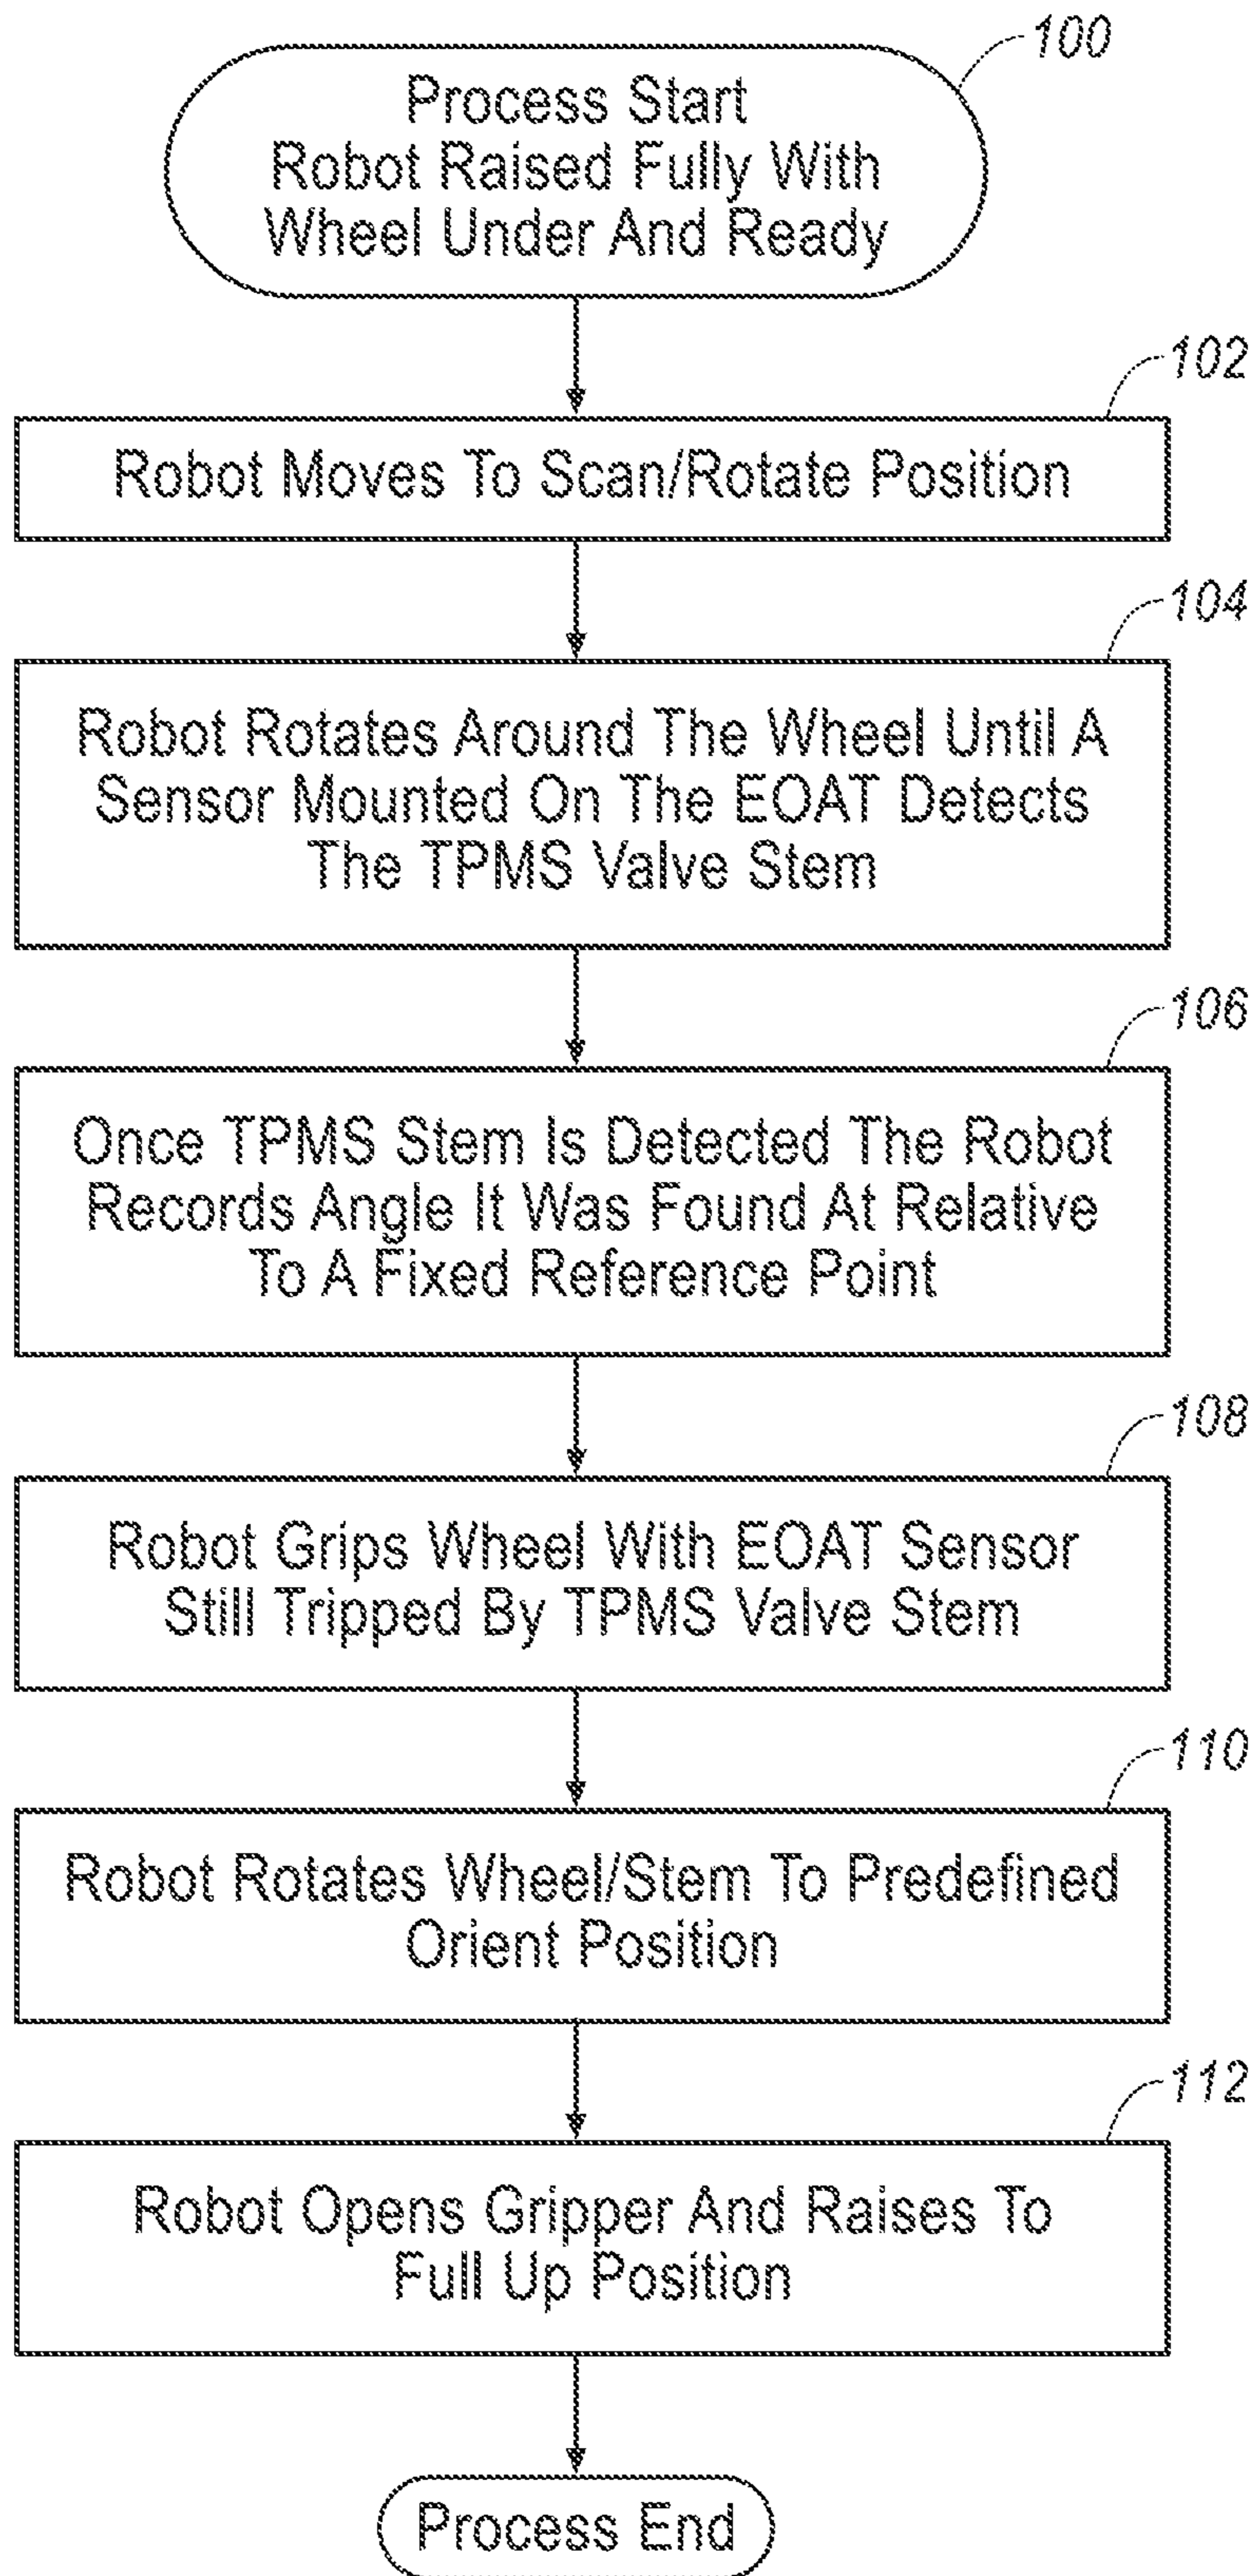 100
Process Start
Robot Raised Fully With
Wheel Under And Ready
102
Robot Moves To Scan/Rotate Position
104
Robot Rotates Around The Wheel Until A
Sensor Mounted On The EOAT Detects
The TPMS Valve Stem
106
Once TPMS Stem Is Detected The Robot
Records Angle It Was Found At Relative
To A Fixed Reference Point
108
Robot Grips Wheel With EOAT Sensor
Still Tripped By TPMS Valve Stem
110
Robot Rotates Wheel/Stem To Predefined
Orient Position
112
Robot Opens Gripper And Raises To
Full Up Position
Process End